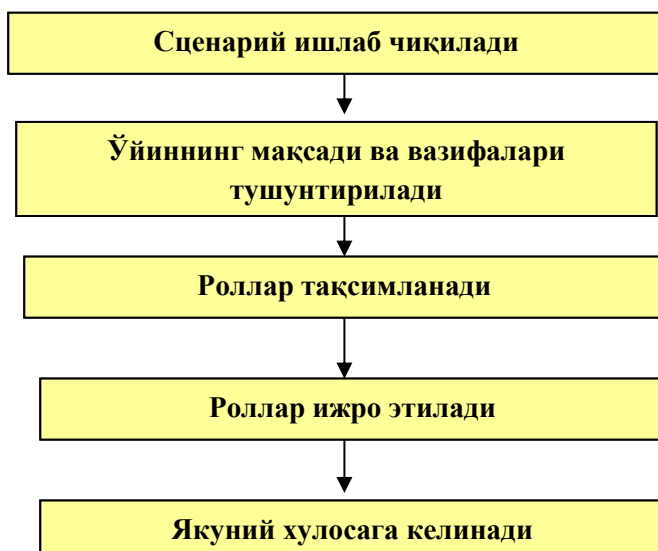 Сценарий ишлаб чиқилади
Ўйиннинг мақсади ва вазифалари
тушунтирилади
Роллар тақсимланади
Роллар ижро этилади
Якуний хулосага келинади